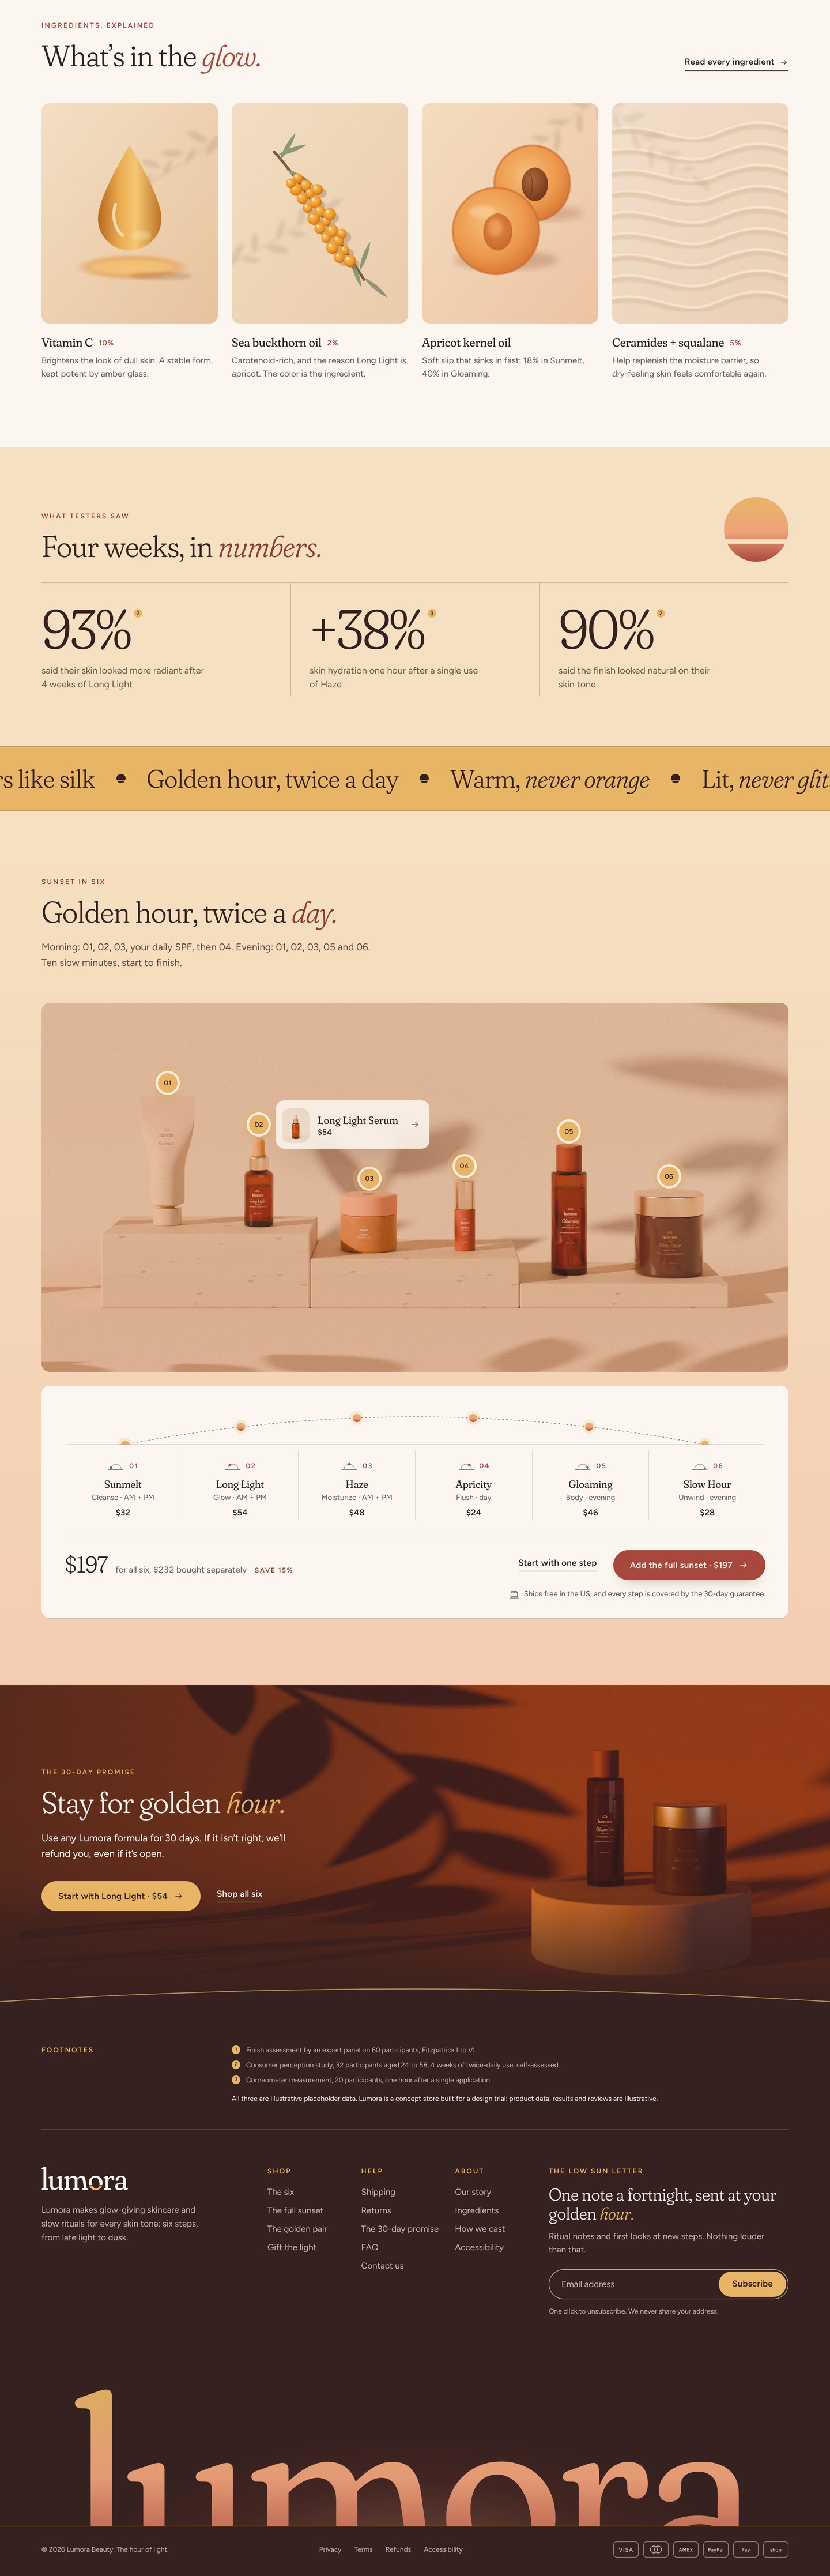 INGREDIENTS, EXPLAINED
What's in the glow.
Read every ingredient →
Vitamin C 10%
Brightens the look of dull skin. A stable form,
kept potent by amber glass.
Sea buckthorn oil 2%
Carotenoid-rich, and the reason Long Light is
apricot. The color is the ingredient.
Apricot kernel oil
Soft slip that sinks in fast: 18% in Sunmelt,
40% in Gloaming.
Ceramides + squalane 5%
Help replenish the moisture barrier, so
dry-feeling skin feels comfortable again.
WHAT TESTERS SAW
Four weeks, in numbers.
93% 2
said their skin looked more radiant after
4 weeks of Long Light
+38% 3
skin hydration one hour after a single use
of Haze
90% 2
said the finish looked natural on their
skin tone
rs like silk
Golden hour, twice a day
Warm, never orange
Lit, never glit
SUNSET IN SIX
Golden hour, twice a day.
Morning: 01, 02, 03, your daily SPF, then 04. Evening: 01, 02, 03, 05 and 06.
Ten slow minutes, start to finish.
01
02
Long Light Serum
$54
→
03
04
05
06
lumora
lumora
lumora
Gloaming
lumora
Slow Hour
01
Sunmelt
Cleanse · AM + PM
$32
02
Long Light
Glow · AM + PM
$54
03
Haze
Moisturize · AM + PM
$48
04
Apricity
Flush · day
$24
05
Gloaming
Body · evening
$46
06
Slow Hour
Unwind · evening
$28
$197 for all six, $232 bought separately SAVE 15%
Start with one step
Add the full sunset · $197 →
Ships free in the US, and every step is covered by the 30-day guarantee.
THE 30-DAY PROMISE
Stay for golden hour.
Use any Lumora formula for 30 days. If it isn't right, we'll
refund you, even if it's open.
Start with Long Light · $54 →
Shop all six
lumora
Gloaming
FOOTNOTES
1 Finish assessment by an expert panel on 60 participants, Fitzpatrick I to VI.
2 Consumer perception study, 32 participants aged 24 to 58, 4 weeks of twice-daily use, self-assessed.
3 Corneometer measurement, 20 participants, one hour after a single application.
All three are illustrative placeholder data. Lumora is a concept store built for a design trial: product data, results and reviews are illustrative.
lumora
Lumora makes glow-giving skincare and
slow rituals for every skin tone: six steps,
from late light to dusk.
SHOP
The six
The full sunset
The golden pair
Gift the light
HELP
Shipping
Returns
The 30-day promise
FAQ
Contact us
ABOUT
Our story
Ingredients
How we cast
Accessibility
THE LOW SUN LETTER
One note a fortnight, sent at your
golden hour.
Ritual notes and first looks at new steps. Nothing louder
than that.
Email address
Subscribe
One click to unsubscribe. We never share your address.
lumora
© 2026 Lumora Beauty. The hour of light.
Privacy
Terms
Refunds
Accessibility
VISA
AMEX
PayPal
Pay
shop